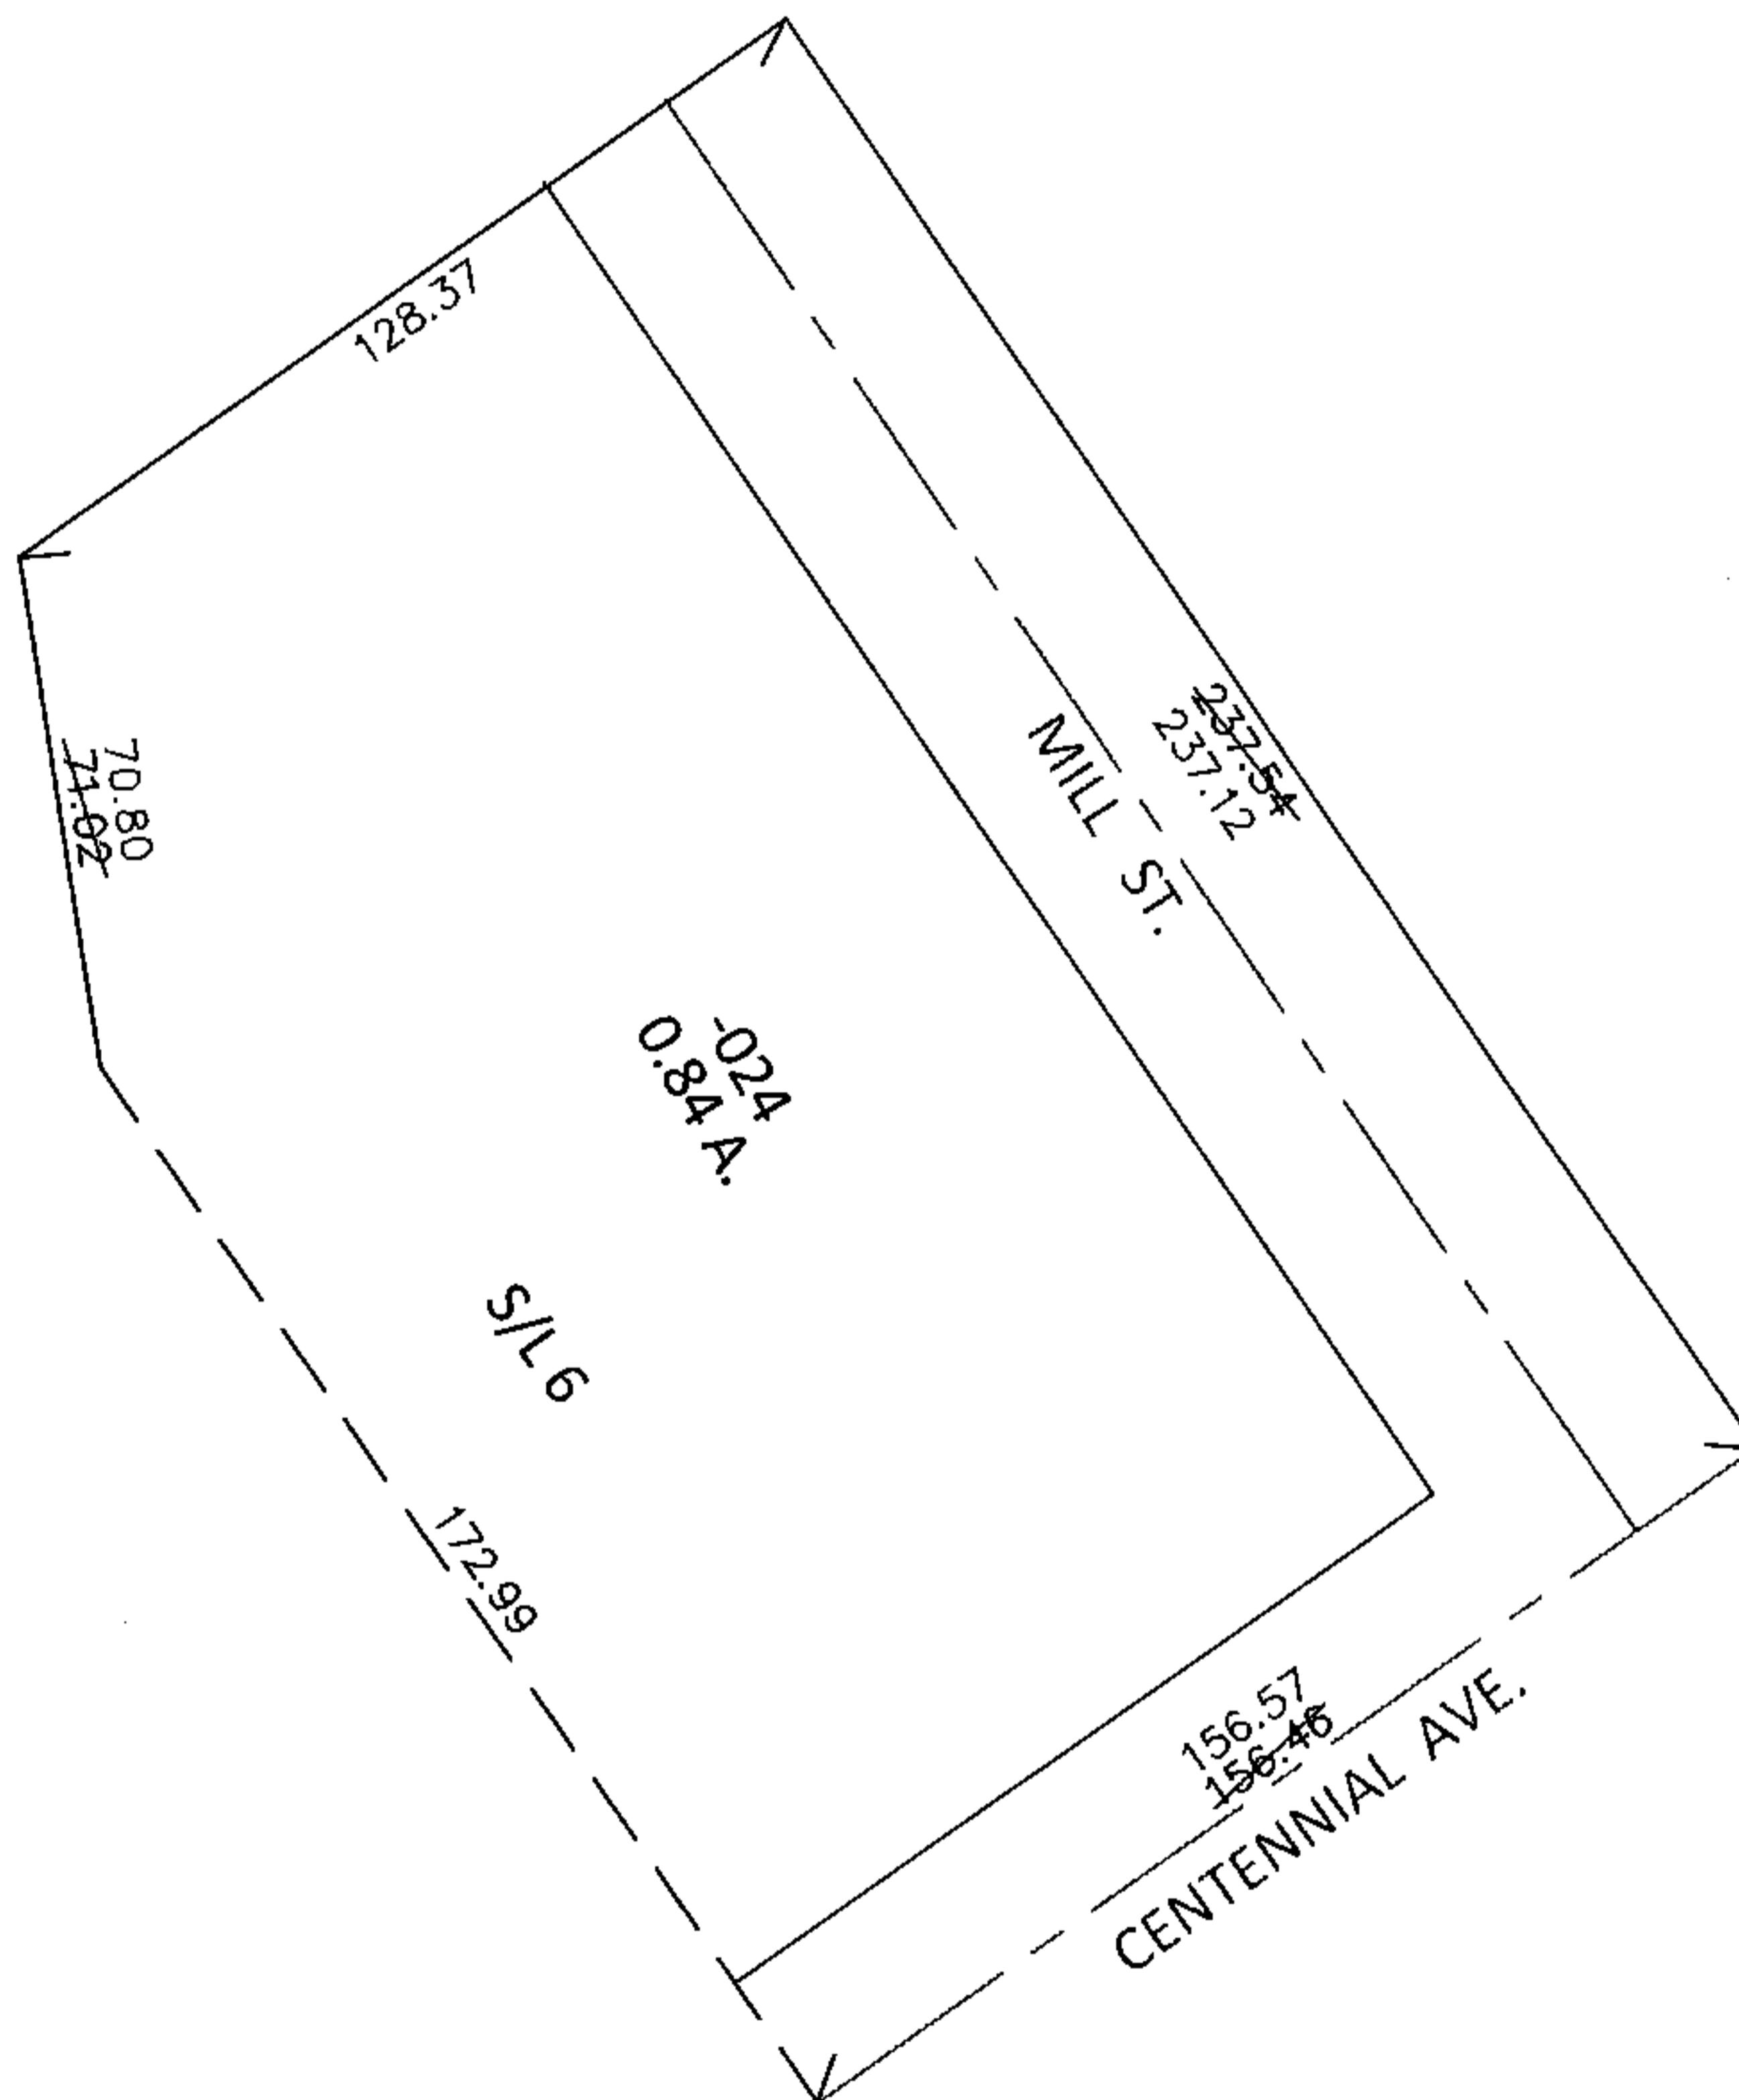 128.37
237.54
237.12
MILL ST.
70.80
71.02
-024
0.84 A.
S/L 6
172.99
156.57
156.46
CENTENNIAL AVE.